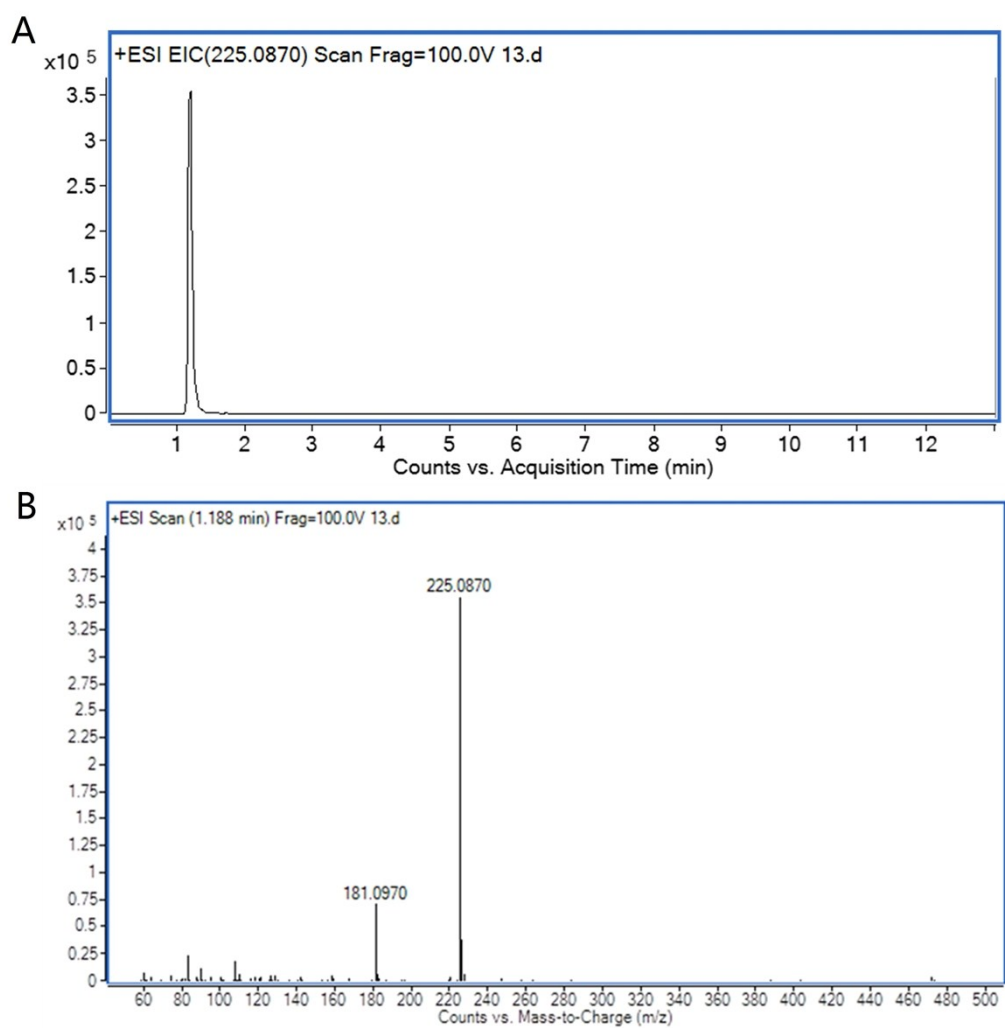 A
x10 5
+ESI EIC(225.0870) Scan Frag=100.0V 13.d
3.5
3
2.5
2
1.5
1
0.5
0
1 2 3 4 5 6 7 8 9 10 11 12
Counts vs. Acquisition Time (min)
B
x10 5
+ESI Scan (1.188 min) Frag=100.0V 13.d
4
3.75
3.5
3.25
3
2.75
2.5
2.25
2
1.75
1.5
1.25
1
0.75
0.5
0.25
0
225.0870
181.0970
60 80 100 120 140 160 180 200 220 240 260 280 300 320 340 360 380 400 420 440 460 480 500
Counts vs. Mass-to-Charge (m/z)